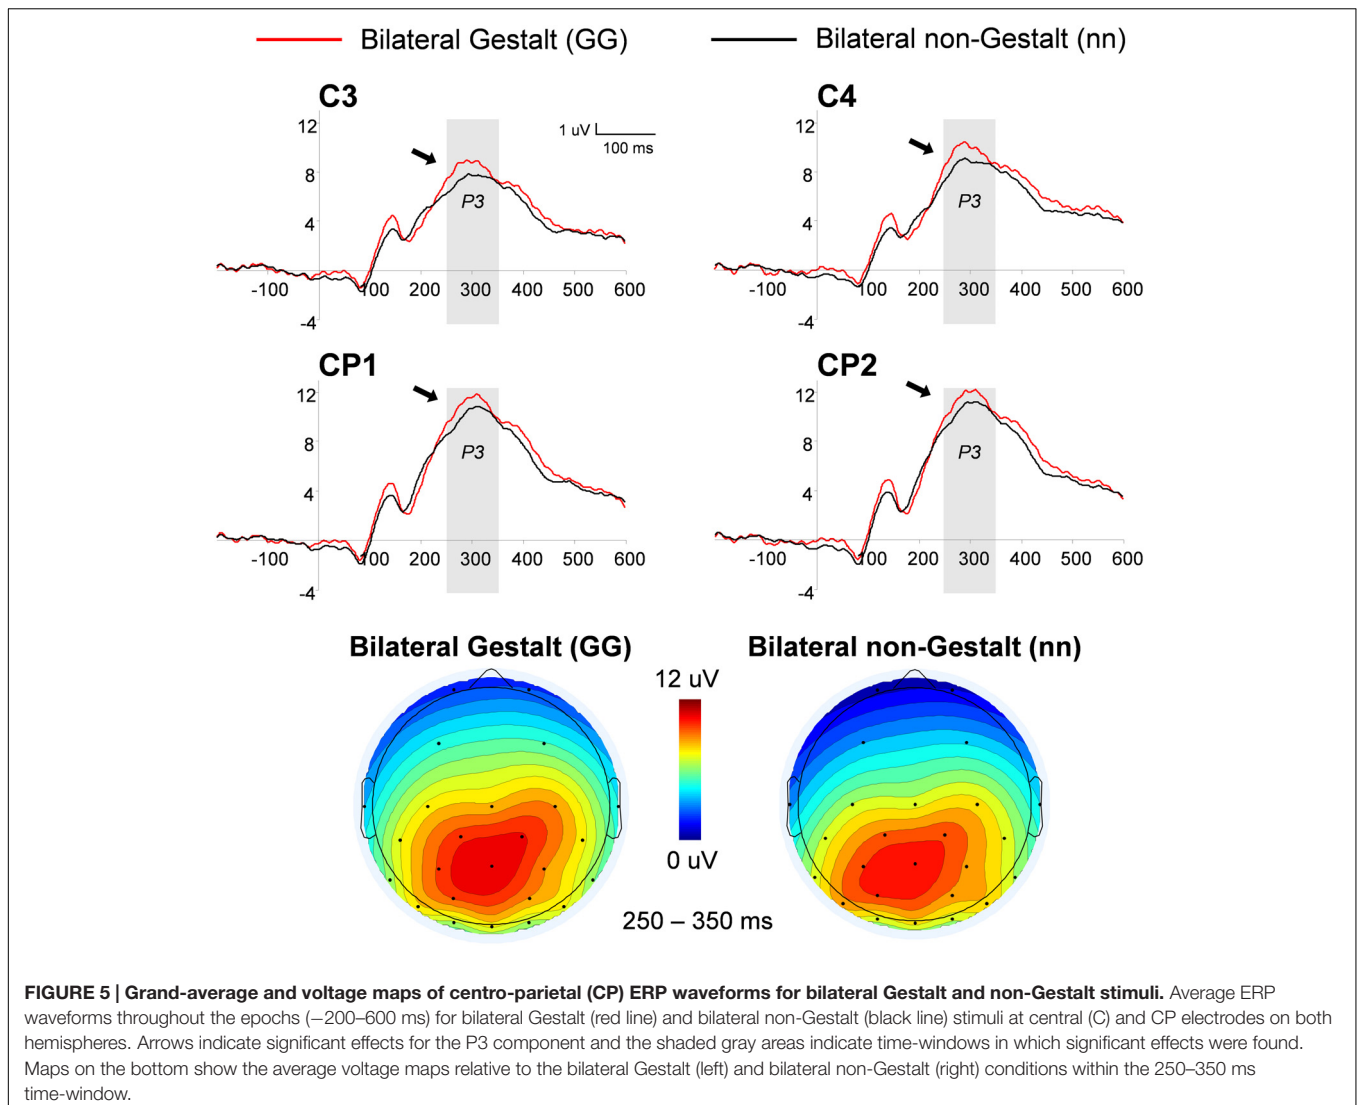 Bilateral Gestalt (GG)
Bilateral non-Gestalt (nn)
C3
12
8
4
-4
-100
100
200
300
400
500
600
P3
1 uV
100 ms
C4
12
8
4
-4
-100
100
200
300
400
500
600
P3
CP1
12
8
4
-4
-100
100
200
300
400
500
600
P3
CP2
12
8
4
-4
-100
100
200
300
400
500
600
P3
Bilateral Gestalt (GG)
Bilateral non-Gestalt (nn)
12 uV
0 uV
250 – 350 ms
FIGURE 5 | Grand-average and voltage maps of centro-parietal (CP) ERP waveforms for bilateral Gestalt and non-Gestalt stimuli. Average ERP
waveforms throughout the epochs (−200–600 ms) for bilateral Gestalt (red line) and bilateral non-Gestalt (black line) stimuli at central (C) and CP electrodes on both
hemispheres. Arrows indicate significant effects for the P3 component and the shaded gray areas indicate time-windows in which significant effects were found.
Maps on the bottom show the average voltage maps relative to the bilateral Gestalt (left) and bilateral non-Gestalt (right) conditions within the 250–350 ms
time-window.